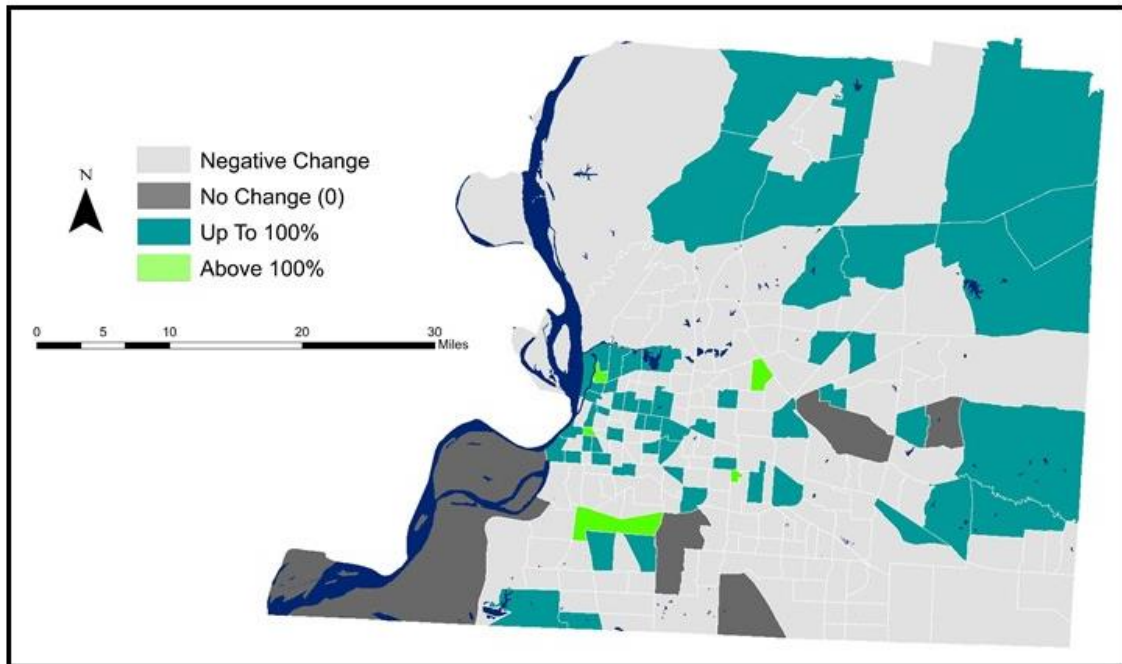 N
Negative Change
No Change (0)
Up To 100%
Above 100%
0 5 10 20 30
Miles